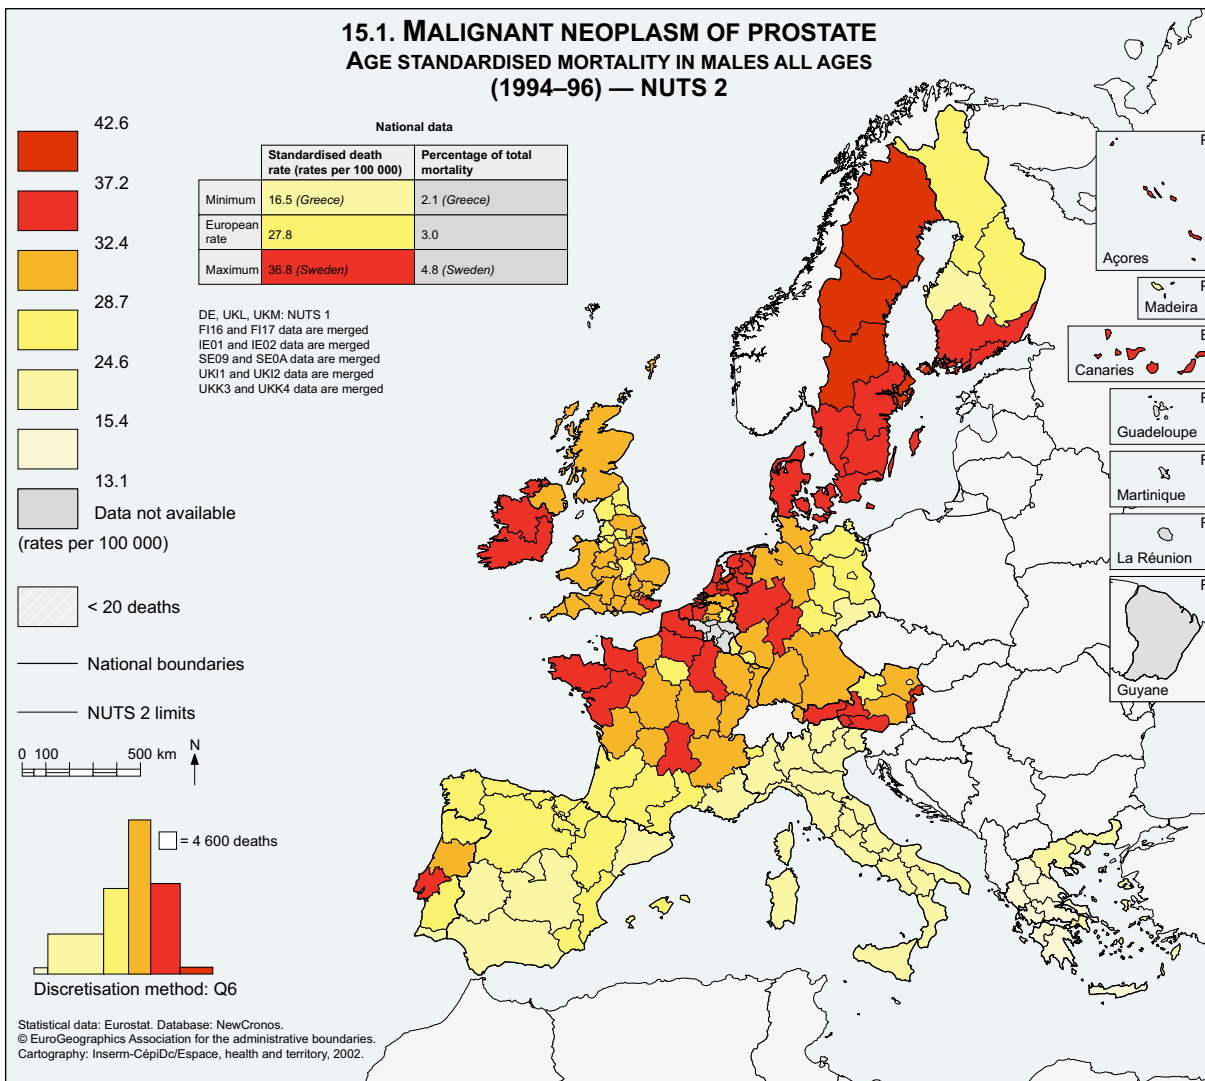 15.1. MALIGNANT NEOPLASM OF PROSTATE
AGE STANDARDISED MORTALITY IN MALES ALL AGES
(1994–96) — NUTS 2
42.6
37.2
32.4
28.7
24.6
15.4
13.1
Data not available
(rates per 100 000)
< 20 deaths
National boundaries
NUTS 2 limits
0 100 500 km
N
National data
Standardised death rate (rates per 100 000) Percentage of total mortality
Minimum 16.5 (Greece) 2.1 (Greece)
European rate 27.8 3.0
Maximum 36.8 (Sweden) 4.8 (Sweden)
DE, UKL, UKM: NUTS 1
FI16 and FI17 data are merged
IE01 and IE02 data are merged
SE09 and SE0A data are merged
UKI1 and UKI2 data are merged
UKK3 and UKK4 data are merged
Açores
Madeira
Canaries
Guadeloupe
Martinique
La Réunion
Guyane
= 4 600 deaths
Discretisation method: Q6
Statistical data: Eurostat. Database: NewCronos.
© EuroGeographics Association for the administrative boundaries.
Cartography: Inserm-CépiDc/Espace, health and territory, 2002.